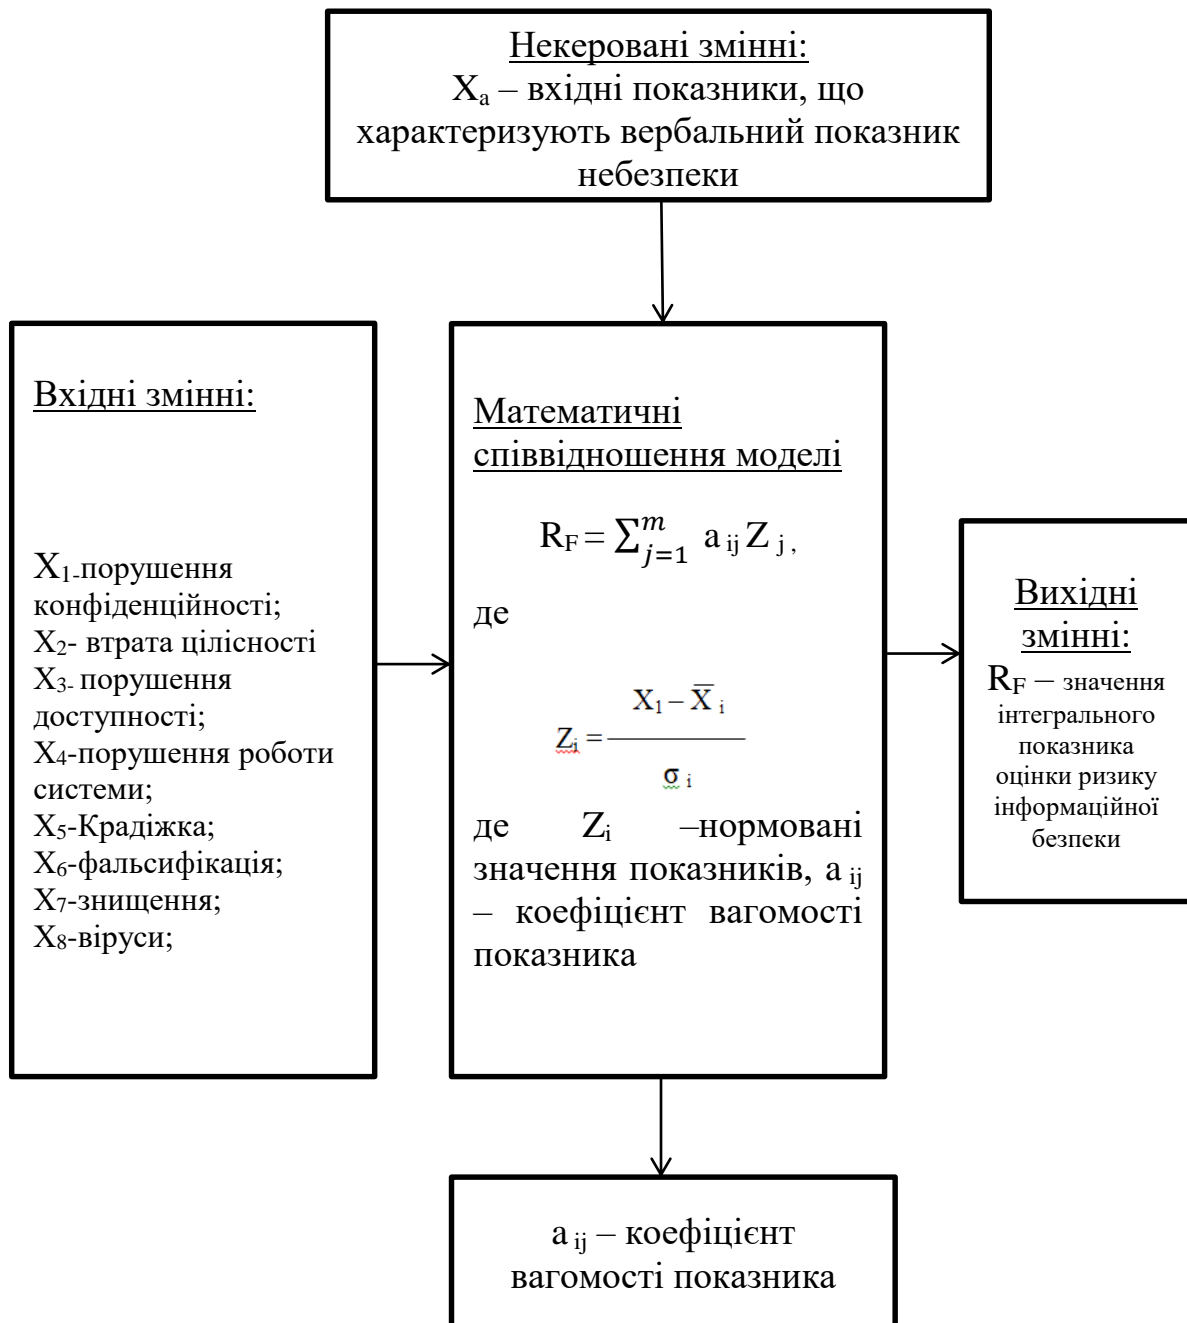 Некеровані змінні:
Xa – вхідні показники, що
характеризують вербальний показник
небезпеки
Вхідні змінні:
X1-порушення
конфіденційності;
X2- втрата цілісності
X3- порушення
доступності;
X4-порушення роботи
системи;
X5-Крадіжка;
X6-фальсифікація;
X7-знищення;
X8-віруси;
Математичні
співвідношення моделі
RF = ∑_{j=1}^{m} a ij Z j ,
де
X1 – X̅ i
Zi =
σ i
де Zi –нормовані
значення показників, a ij
– коефіцієнт вагомості
показника
Вихідні
змінні:
RF – значення
інтегрального
показника
оцінки ризику
інформаційної
безпеки
a ij – коефіцієнт
вагомості показника